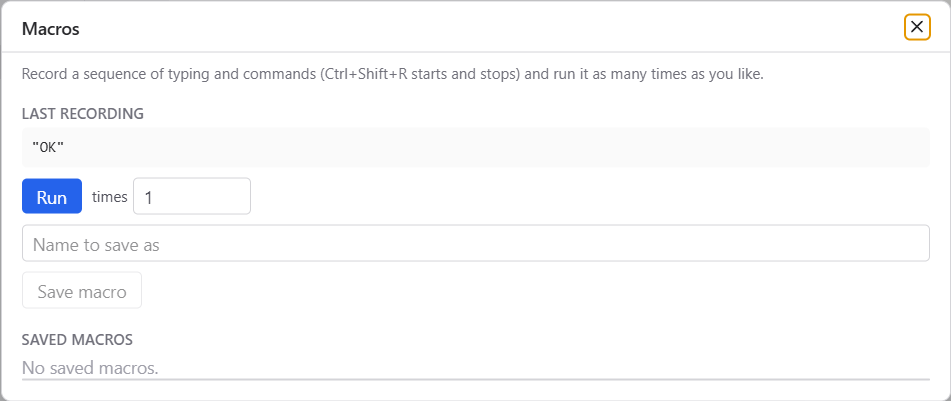 Macros
Record a sequence of typing and commands (Ctrl+Shift+R starts and stops) and run it as many times as you like.
LAST RECORDING
"OK"
Run times 1
Name to save as
Save macro
SAVED MACROS
No saved macros.